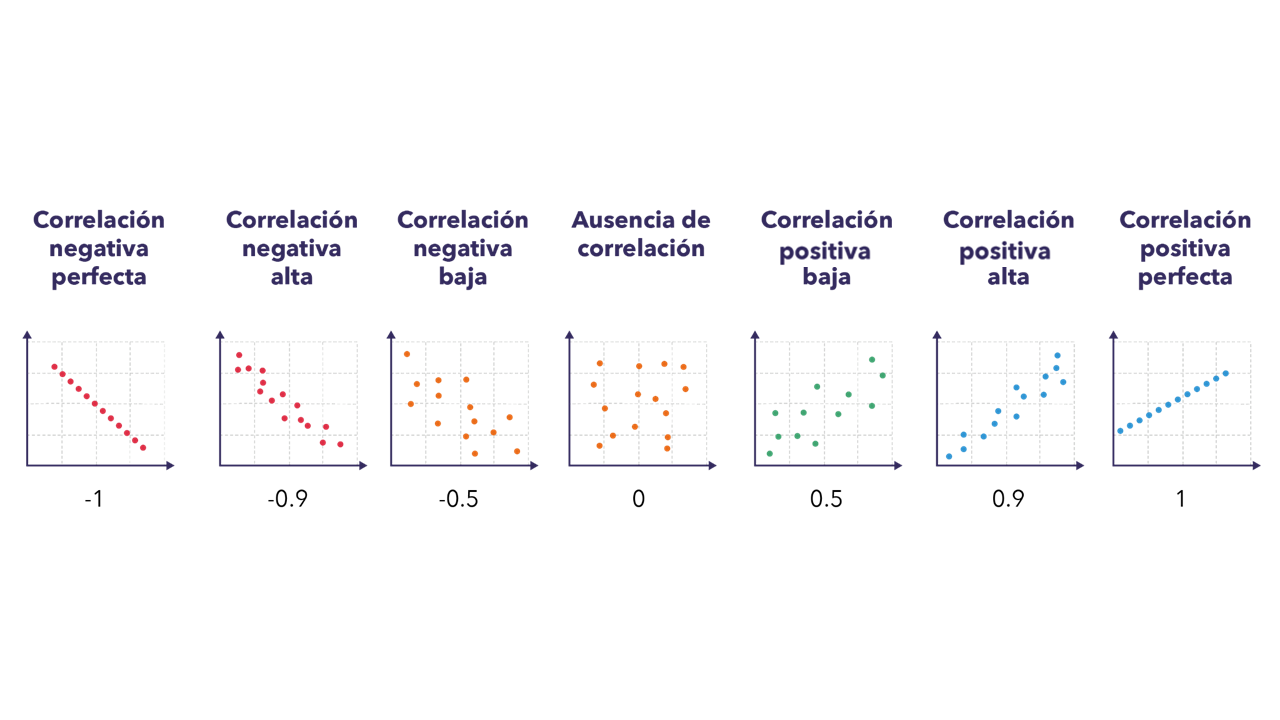 Correlación
negativa
perfecta
-1
Correlación
negativa
alta
-0.9
Correlación
negativa
baja
-0.5
Ausencia de
correlación
0
Correlación
positiva
baja
0.5
Correlación
positiva
alta
0.9
Correlación
positiva
perfecta
1